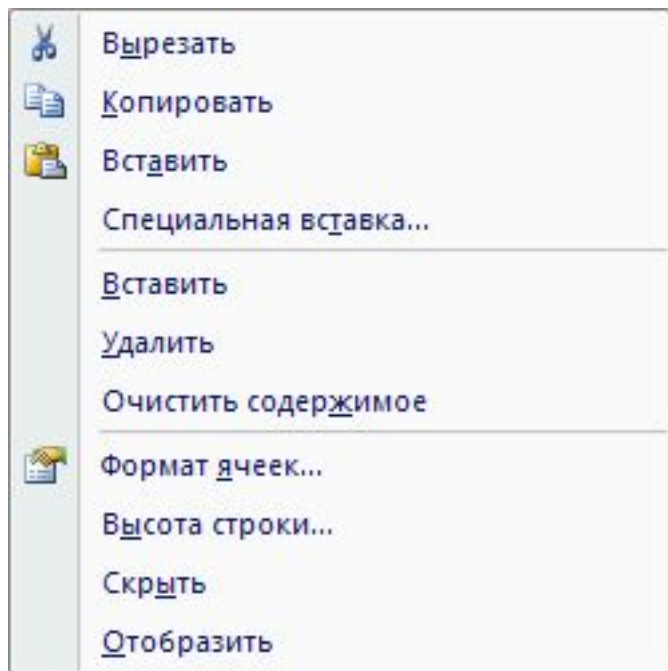 Вырезать
Копировать
Вставить
Специальная вставка...
Вставить
Удалить
Очистить содержимое
Формат ячеек...
Высота строки...
Скрыть
Отобразить